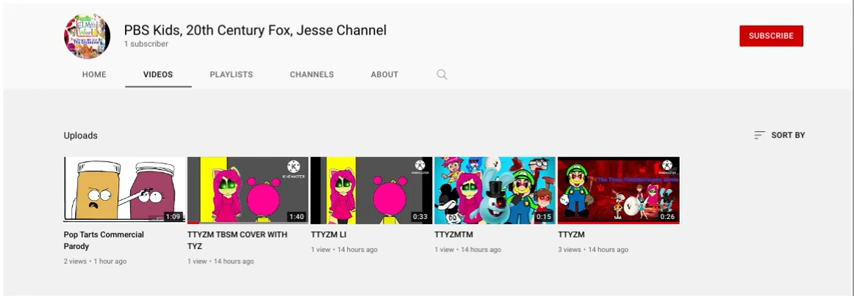 PBS Kids, 20th Century Fox, Jesse Channel
1 subscriber
SUBSCRIBE
HOME VIDEOS PLAYLISTS CHANNELS ABOUT
Uploads
SORT BY
1:09
KINEMASTER
1:40
KINEMASTER
0:33
0:15
KINEMASTER
0:26
Pop Tarts Commercial
Parody
2 views • 1 hour ago
TTYZM TBSM COVER WITH
TYZ
1 view • 14 hours ago
TTYZM LI
1 view • 14 hours ago
TTYZMTM
1 view • 14 hours ago
TTYZM
3 views • 14 hours ago